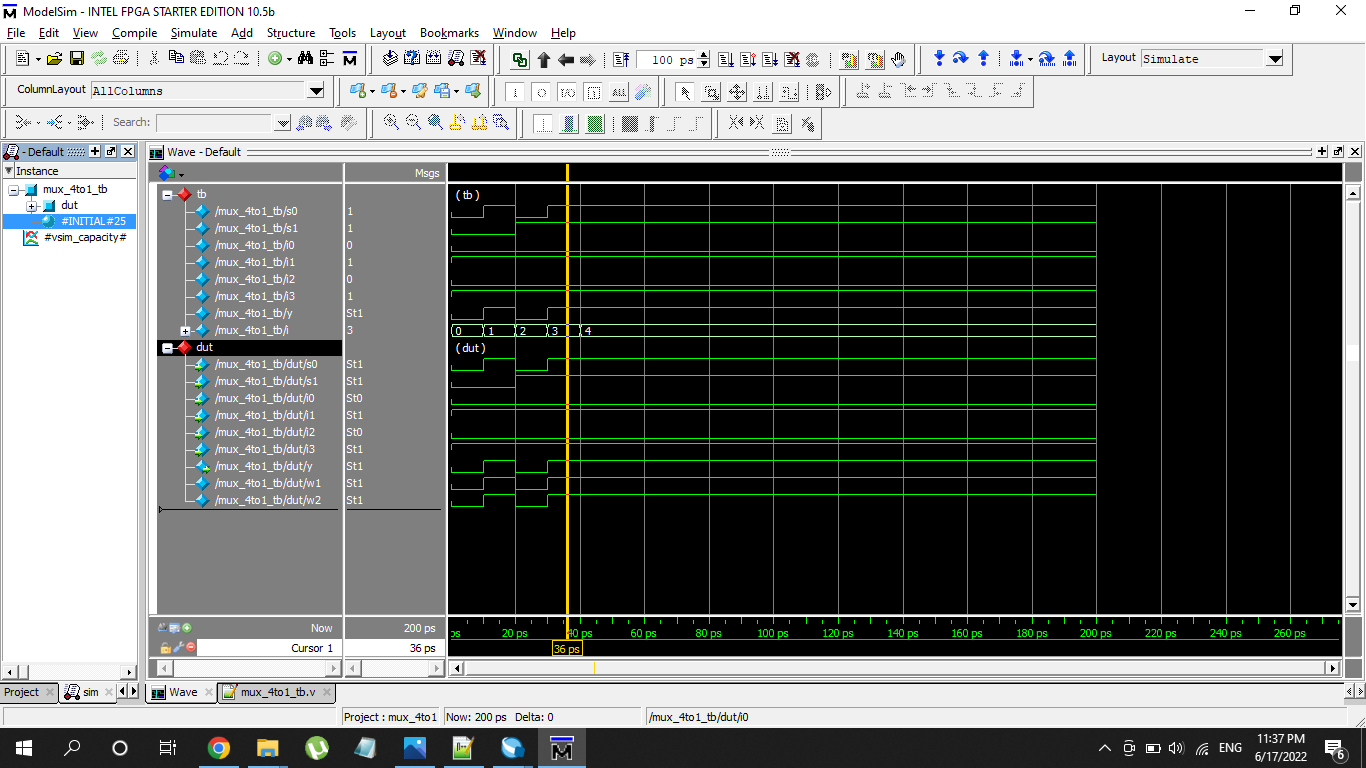 ModelSim - INTEL FPGA STARTER EDITION 10.5b
File Edit View Compile Simulate Add Structure Tools Layout Bookmarks Window Help
100 ps
Layout Simulate
ColumnLayout AllColumns
Search:
- Default
Wave - Default
Instance
mux_4to1_tb
dut
#INITIAL#25
#vsim_capacity#
Msgs
tb
(tb)
/mux_4to1_tb/s0 1
/mux_4to1_tb/s1 1
/mux_4to1_tb/i0 0
/mux_4to1_tb/i1 1
/mux_4to1_tb/i2 0
/mux_4to1_tb/i3 1
/mux_4to1_tb/y St1
/mux_4to1_tb/i 3 0 1 2 3 4
dut
(dut)
/mux_4to1_tb/dut/s0 St1
/mux_4to1_tb/dut/s1 St1
/mux_4to1_tb/dut/i0 St0
/mux_4to1_tb/dut/i1 St1
/mux_4to1_tb/dut/i2 St0
/mux_4to1_tb/dut/i3 St1
/mux_4to1_tb/dut/y St1
/mux_4to1_tb/dut/w1 St1
/mux_4to1_tb/dut/w2 St1
Now 200 ps
ps 20 ps 40 ps 60 ps 80 ps 100 ps 120 ps 140 ps 160 ps 180 ps 200 ps 220 ps 240 ps 260 ps
Cursor 1 36 ps
36 ps
Project sim
Wave mux_4to1_tb.v
Project : mux_4to1 Now: 200 ps Delta: 0 /mux_4to1_tb/dut/i0
ENG
11:37 PM
6/17/2022
6